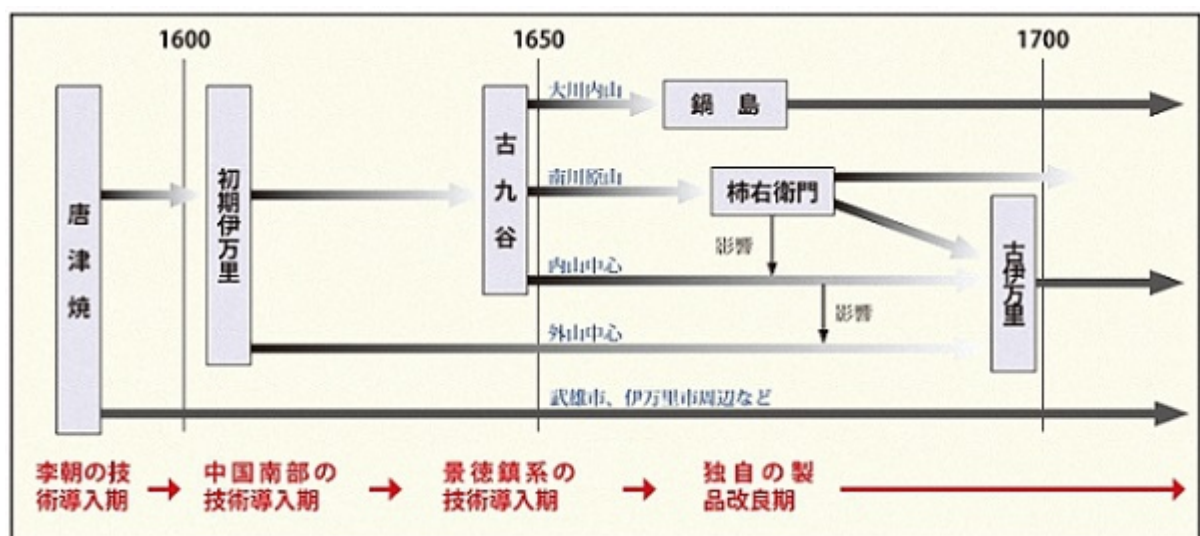 1600
1650
1700
大川内山
鍋島
古九谷
唐津焼
初期伊万里
南川原山
柿右衛門
影響
内山中心
古伊万里
影響
外山中心
武雄市、伊万里市周辺など
李朝の技
術導入期
中国南部の
技術導入期
景徳鎮系の
技術導入期
独自の製
品改良期